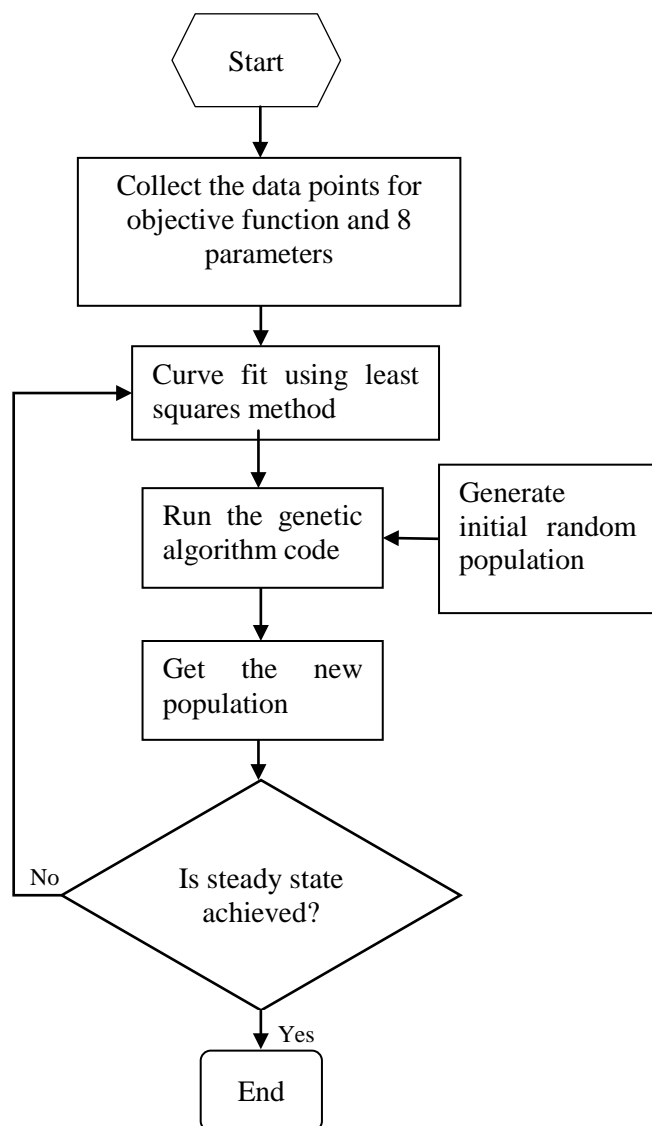 Start
Collect the data points for
objective function and 8
parameters
Curve fit using least
squares method
Run the genetic
algorithm code
Generate
initial random
population
Get the new
population
Is steady state
achieved?
No
Yes
End